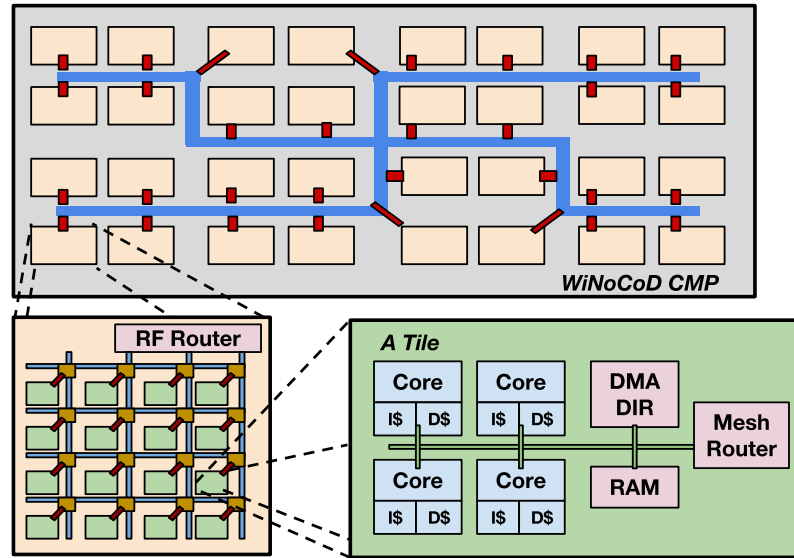 WiNoCoD CMP
RF Router
A Tile
Core
I$ D$
Core
I$ D$
DMA
DIR
Mesh
Router
Core
I$ D$
Core
I$ D$
RAM